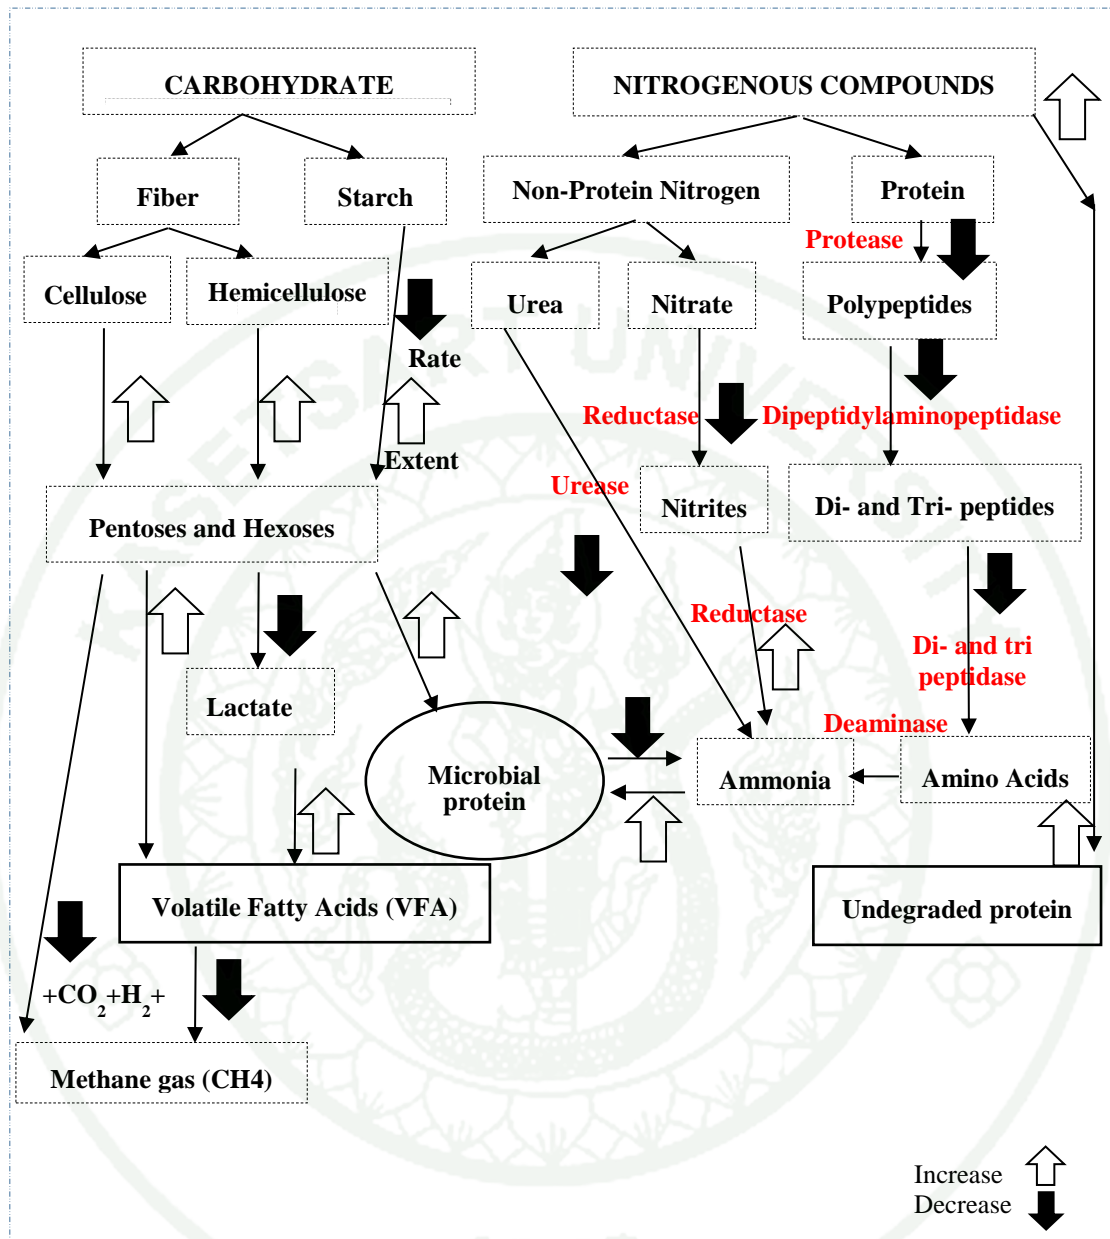 CARBOHYDRATE
NITROGENOUS COMPOUNDS
Fiber
Starch
Non-Protein Nitrogen
Protein
Protease
Cellulose
Hemicellulose
Urea
Nitrate
Polypeptides
Rate
Reductase
Dipeptidylaminopeptidase
Extent
Urease
Pentoses and Hexoses
Nitrites
Di- and Tri- peptides
Reductase
Di- and tri
peptidase
Lactate
Deaminase
Microbial
protein
Ammonia
Amino Acids
Volatile Fatty Acids (VFA)
Undegraded protein
+CO2+H2+
Methane gas (CH4)
Increase
Decrease
KASETSART UNIVERSITY